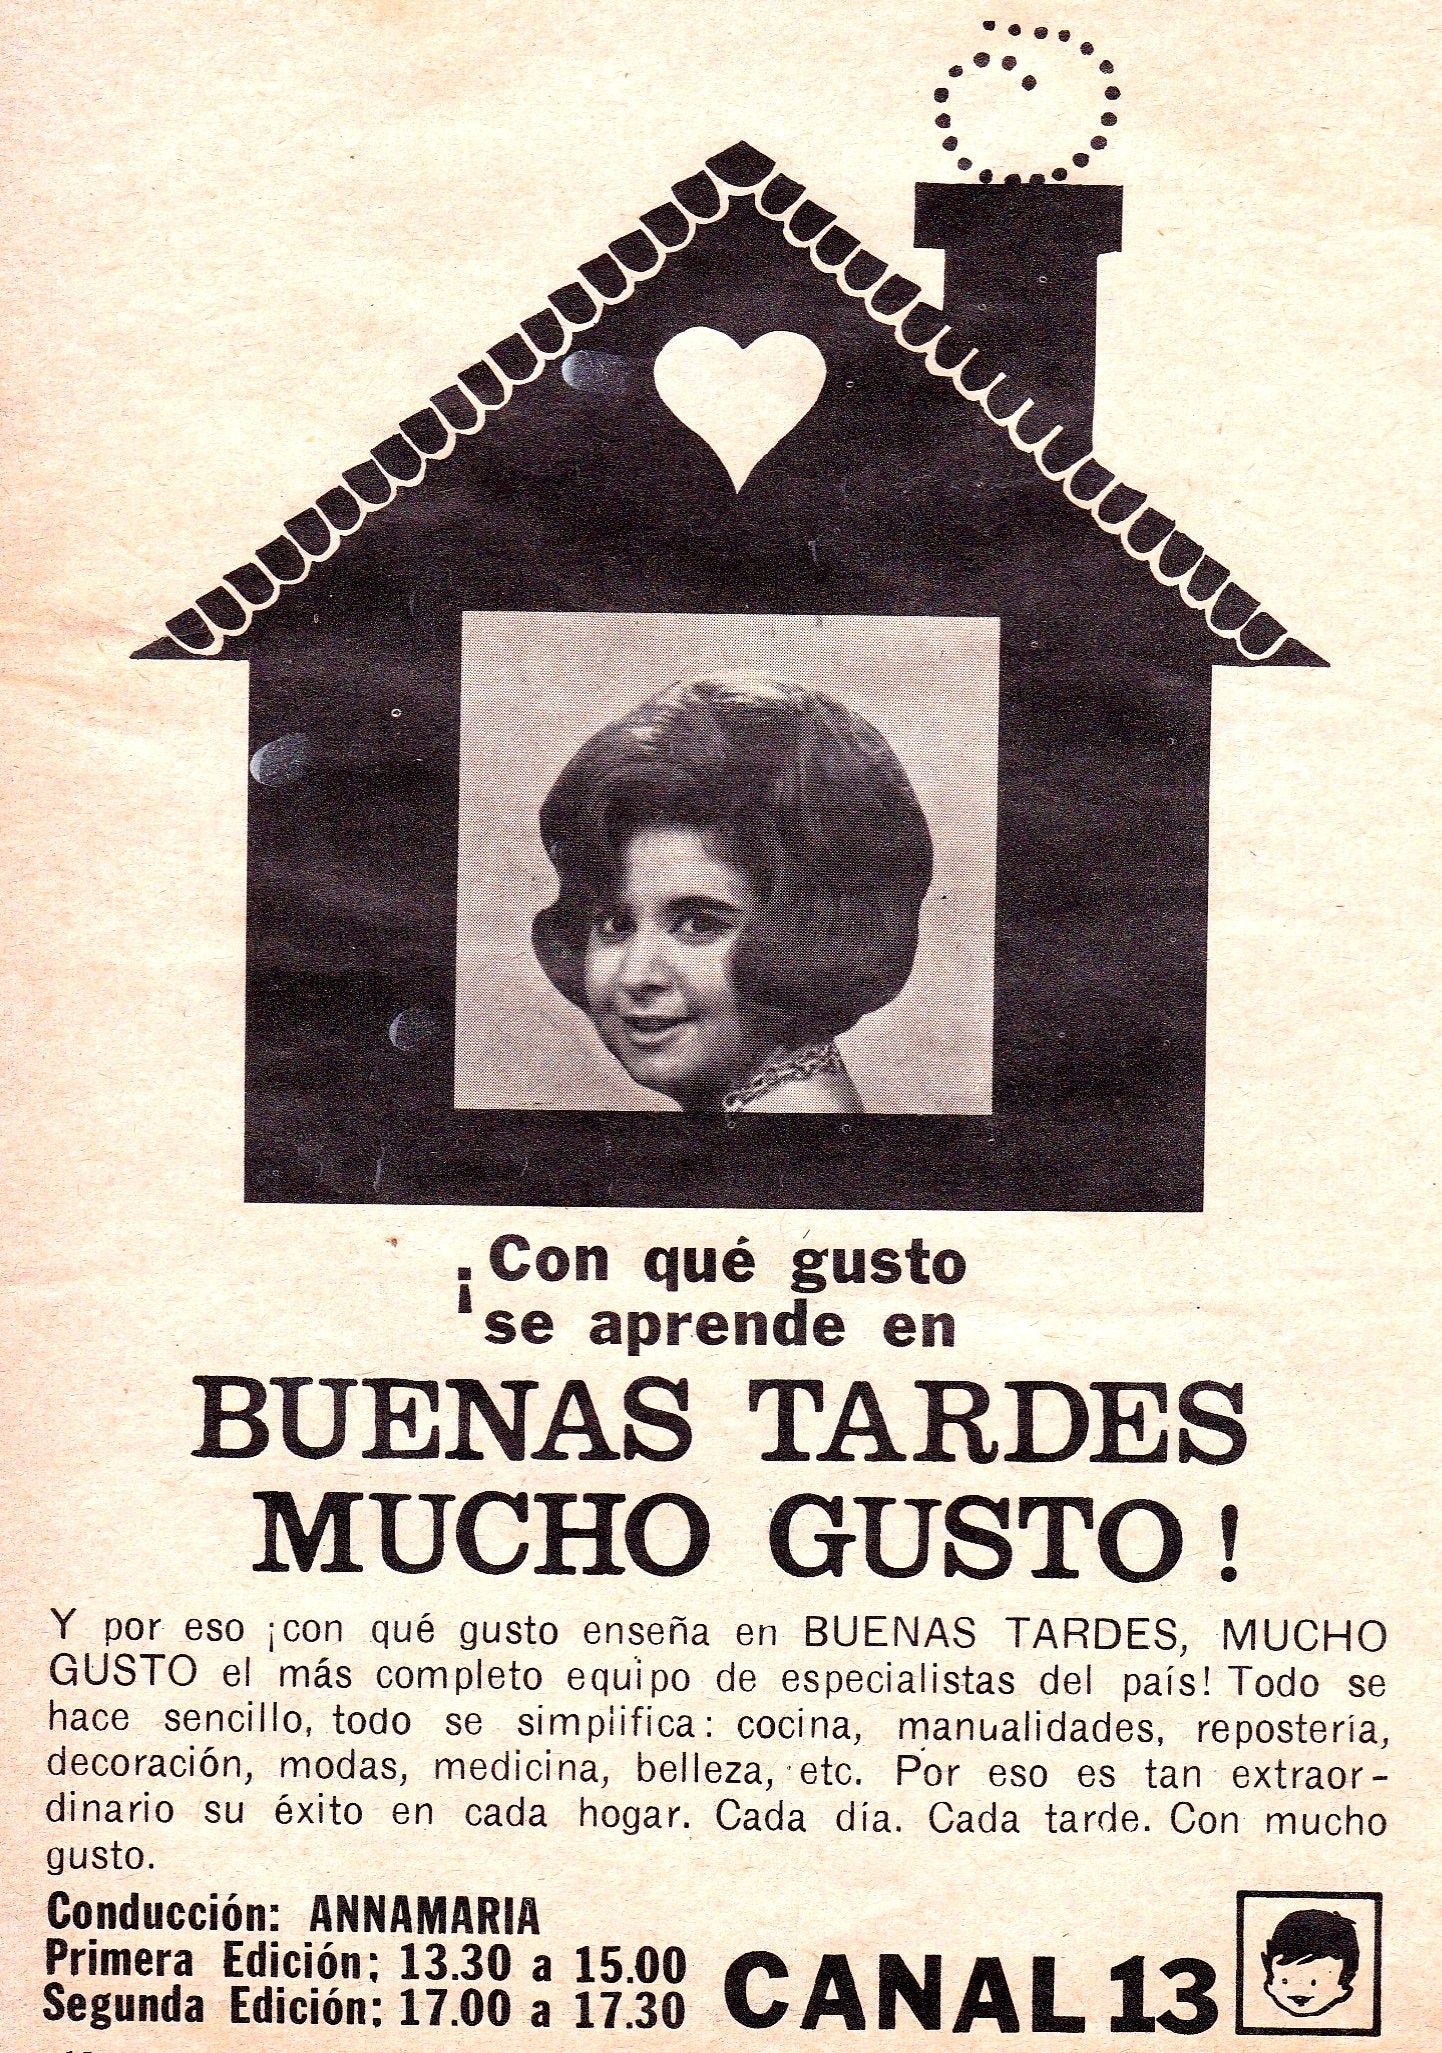 ¡Con qué gusto
se aprende en
BUENAS TARDES
MUCHO GUSTO!
Y por eso ¡con qué gusto enseña en BUENAS TARDES, MUCHO
GUSTO el más completo equipo de especialistas del país! Todo se
hace sencillo, todo se simplifica: cocina, manualidades, repostería,
decoración, modas, medicina, belleza, etc. Por eso es tan extraor-
dinario su éxito en cada hogar. Cada día. Cada tarde. Con mucho
gusto.
Conducción: ANNAMARIA
Primera Edición: 13.30 a 15.00
Segunda Edición: 17.00 a 17.30
CANAL 13